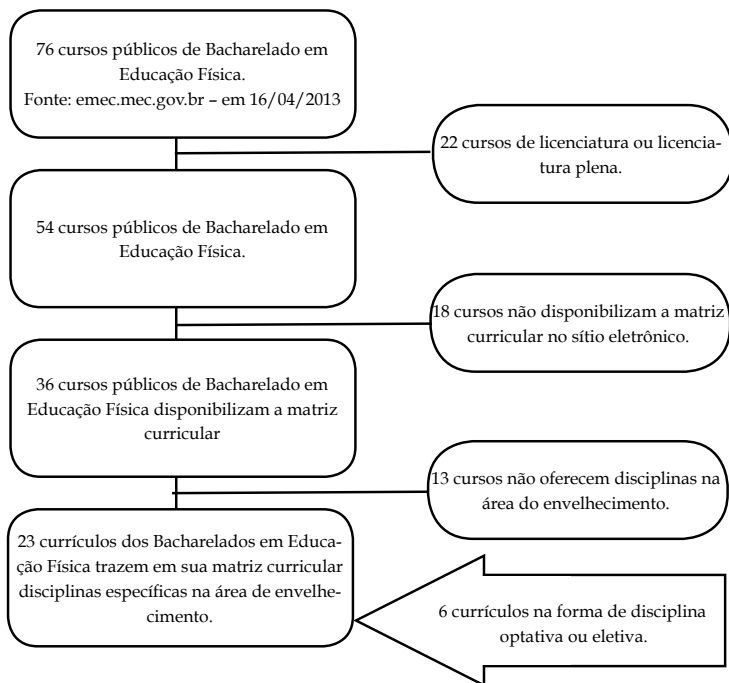 76 cursos públicos de Bacharelado em
Educação Física.
Fonte: emec.mec.gov.br – em 16/04/2013
22 cursos de licenciatura ou licencia-
tura plena.
54 cursos públicos de Bacharelado em
Educação Física.
18 cursos não disponibilizam a matriz
curricular no sítio eletrônico.
36 cursos públicos de Bacharelado em
Educação Física disponibilizam a matriz
curricular
13 cursos não oferecem disciplinas na
área do envelhecimento.
23 currículos dos Bacharelados em Educa-
ção Física trazem em sua matriz curricular
disciplinas específicas na área de envelhe-
cimento.
6 currículos na forma de disciplina
optativa ou eletiva.